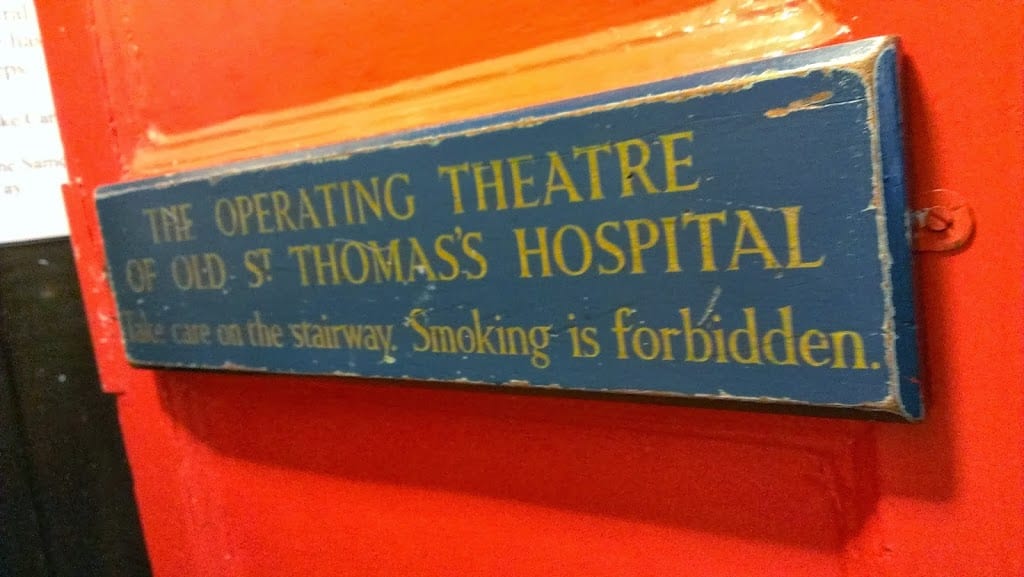 THE OPERATING THEATRE
OF OLD ST THOMAS'S HOSPITAL
Take care on the stairway. Smoking is forbidden.